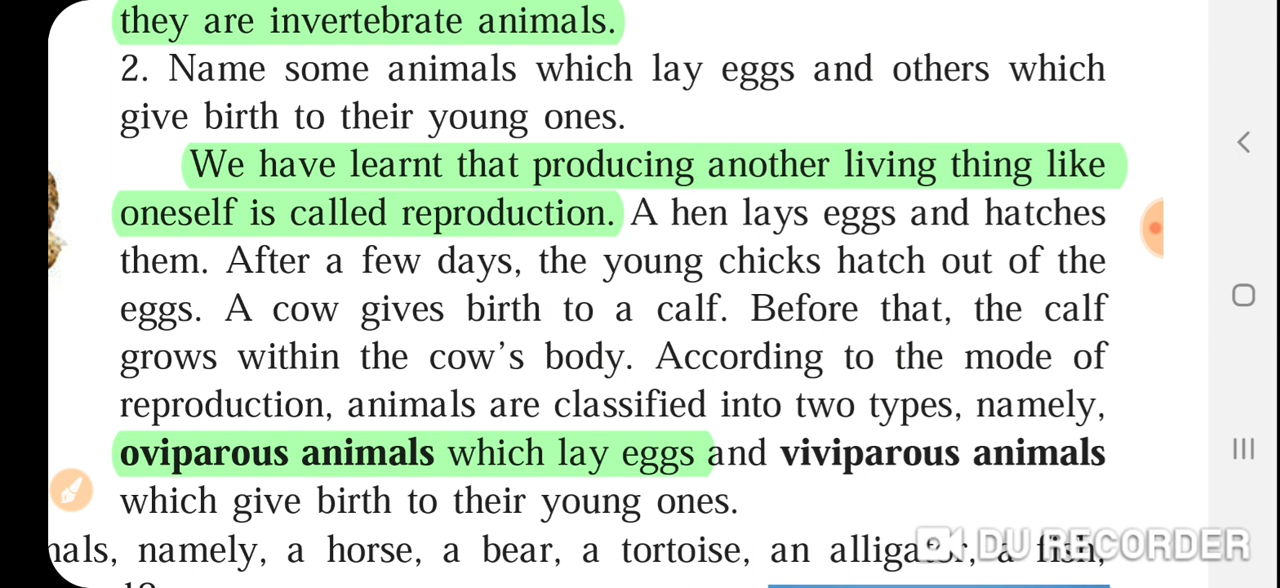 they are invertebrate animals.
2. Name some animals which lay eggs and others which
give birth to their young ones.
We have learnt that producing another living thing like
oneself is called reproduction. A hen lays eggs and hatches
them. After a few days, the young chicks hatch out of the
eggs. A cow gives birth to a calf. Before that, the calf
grows within the cow's body. According to the mode of
reproduction, animals are classified into two types, namely,
oviparous animals which lay eggs and viviparous animals
which give birth to their young ones.
nals, namely, a horse, a bear, a tortoise, an alligator, a fish,
DU RECORDER